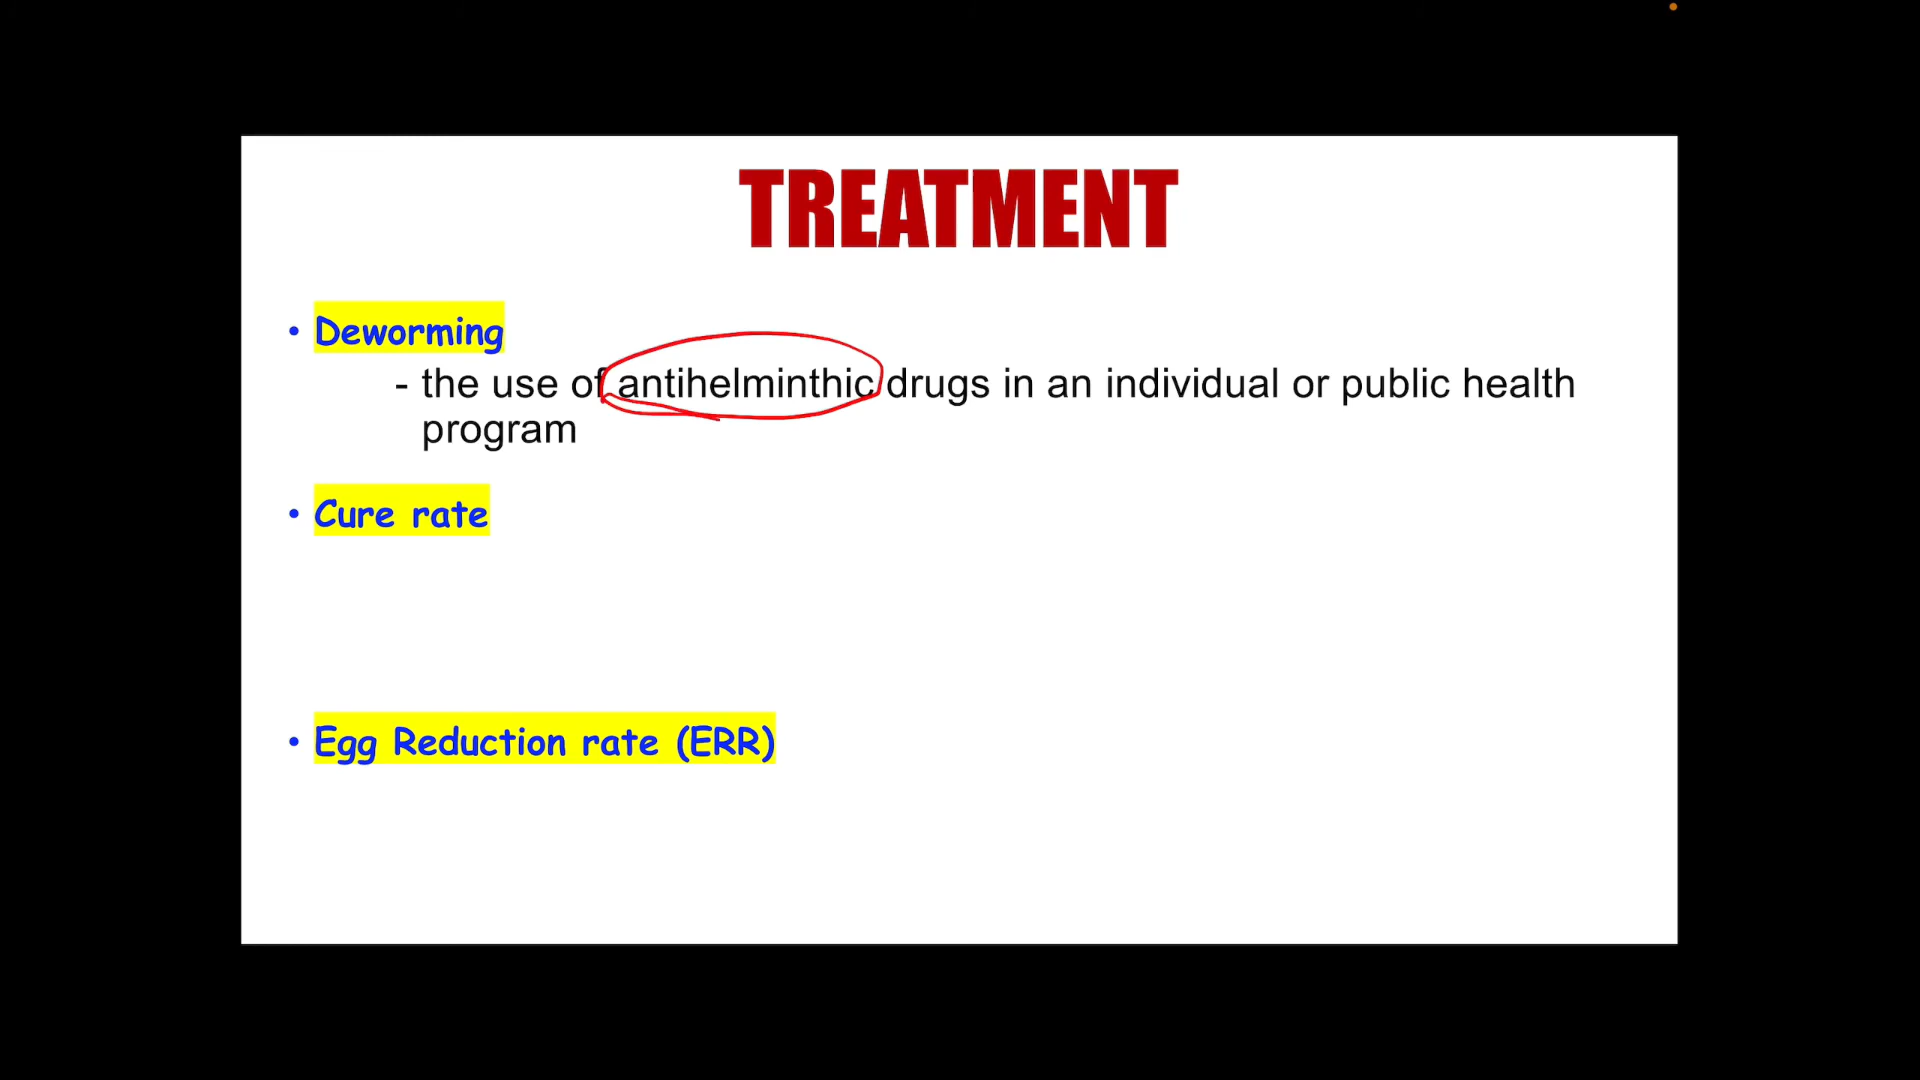 TREATMENT
• Deworming
- the use of antihelminthic drugs in an individual or public health
program
• Cure rate
• Egg Reduction rate (ERR)